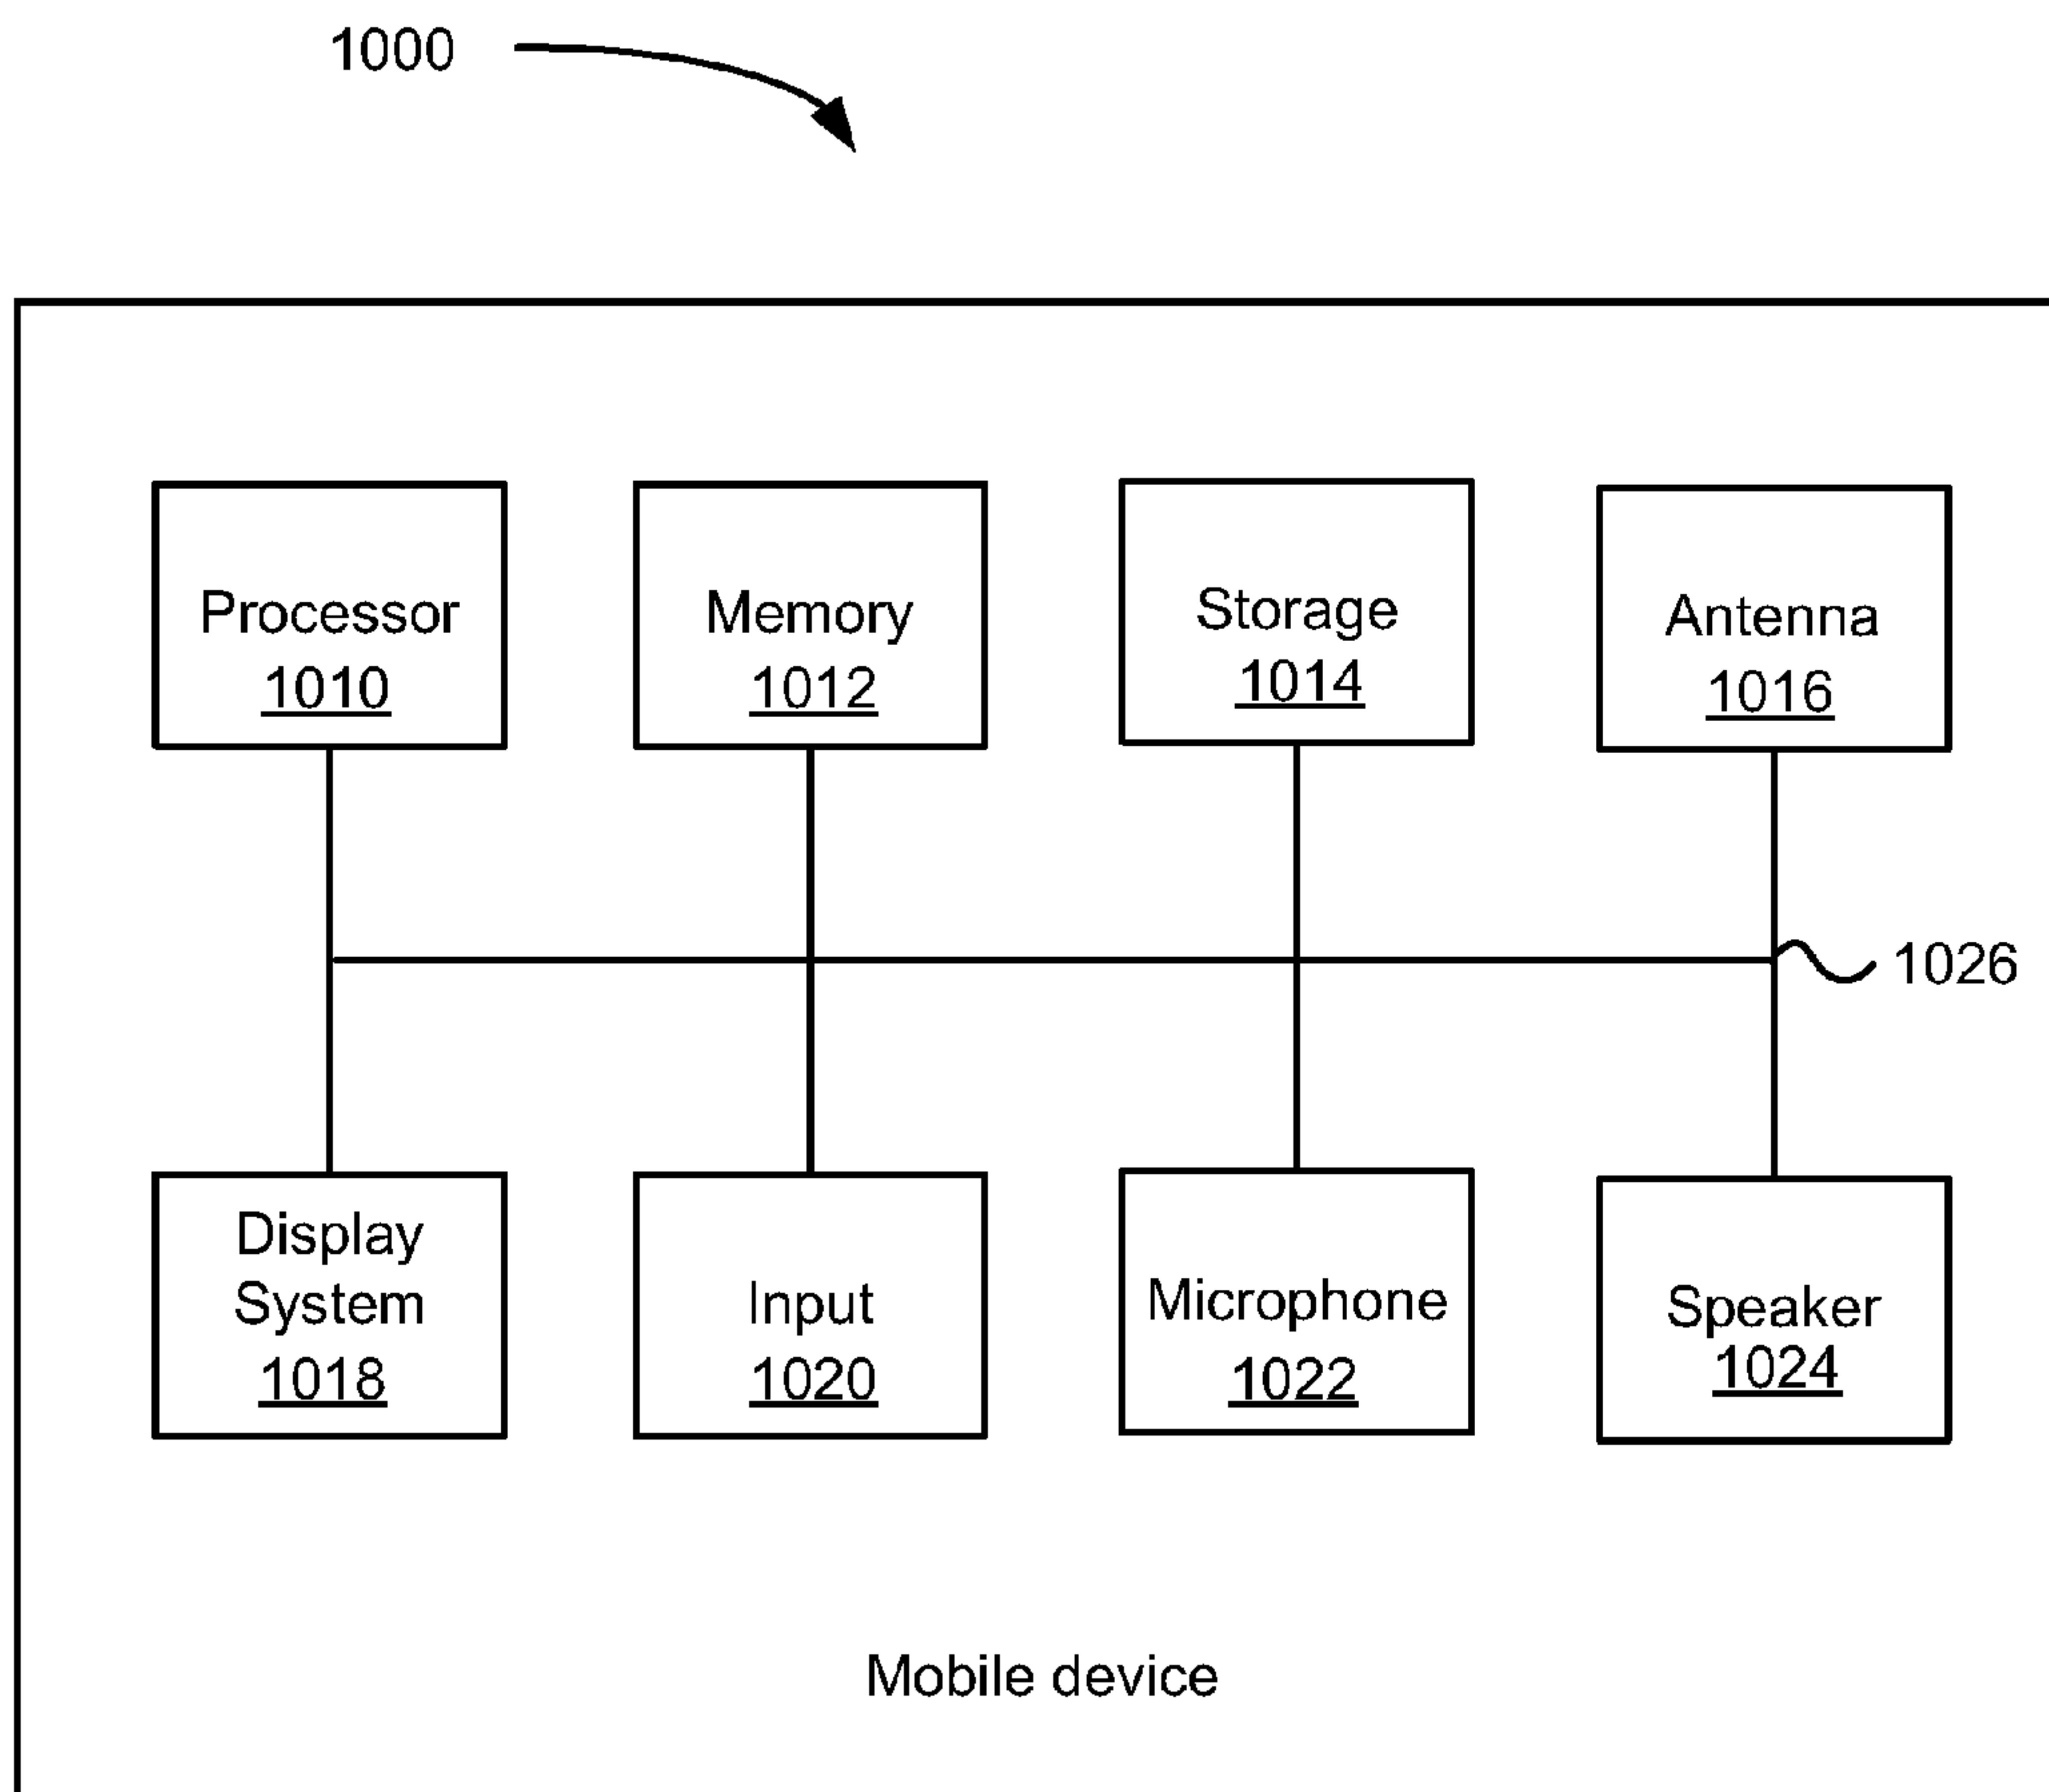 1000
Processor
1010
Memory
1012
Storage
1014
Antenna
1016
1026
Display
System
1018
Input
1020
Microphone
1022
Speaker
1024
Mobile device